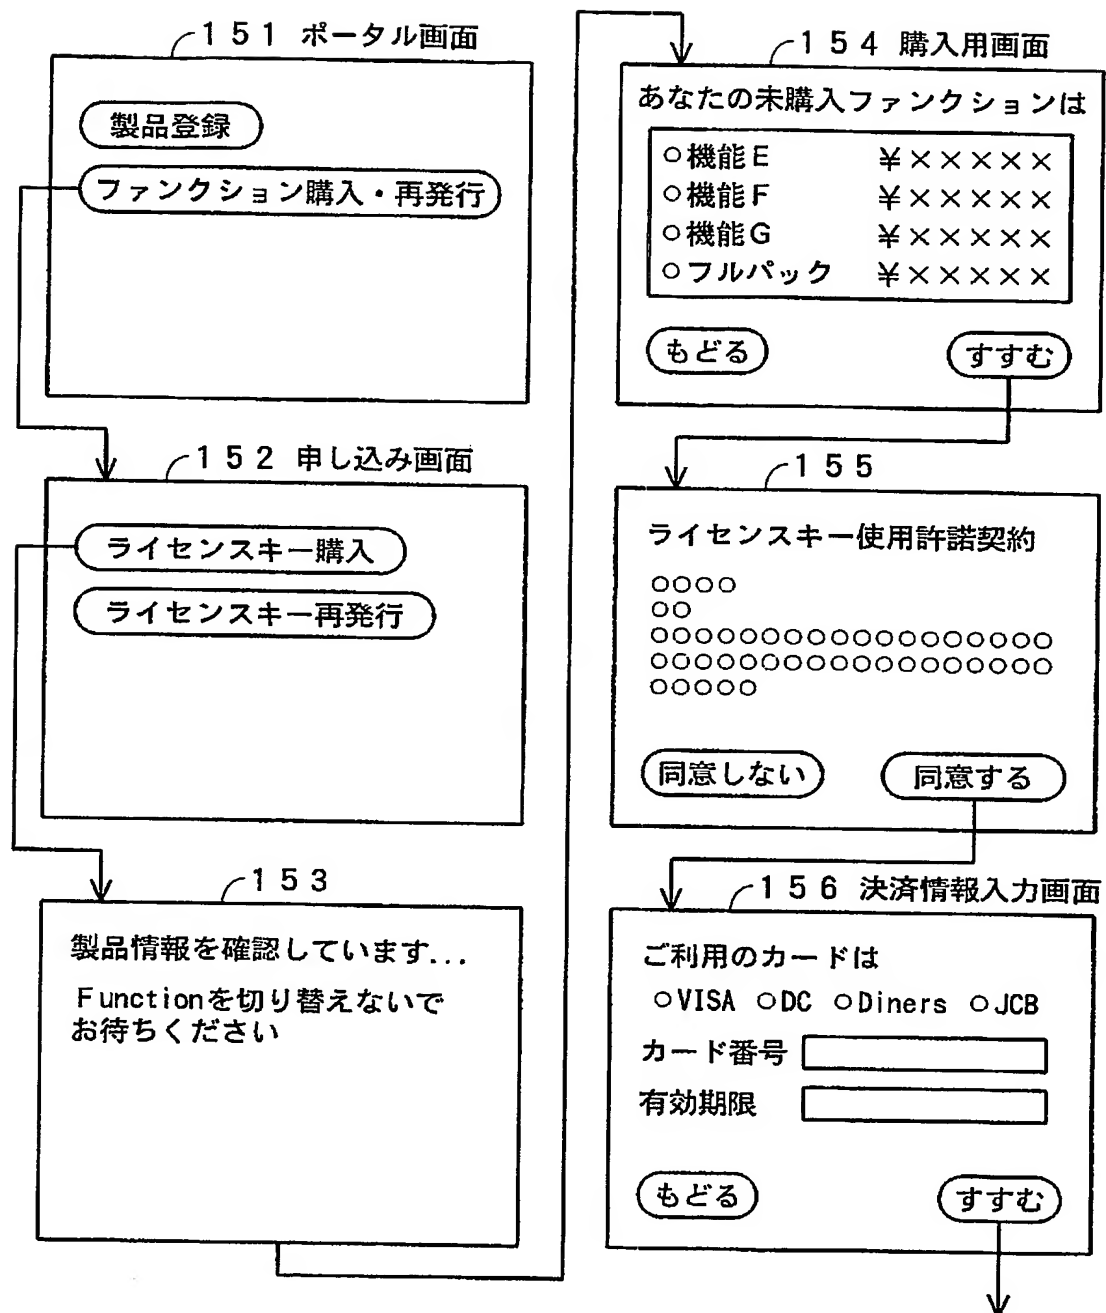 151 ポータル画面
製品登録
ファンクション購入・再発行
152 申し込み画面
ライセンスキー購入
ライセンスキー再発行
153
製品情報を確認しています...
Functionを切り替えないで
お待ちください
154 購入用画面
あなたの未購入ファンクションは
○機能E ¥×××××
○機能F ¥×××××
○機能G ¥×××××
○フルパック ¥×××××
もどる すすむ
155
ライセンスキー使用許諾契約
○○○○
○○
○○○○○○○○○○○○○○○○○○
○○○○○○○○○○○○○○○○○○
○○○○○
同意しない 同意する
156 決済情報入力画面
ご利用のカードは
○VISA ○DC ○Diners ○JCB
カード番号
有効期限
もどる すすむ